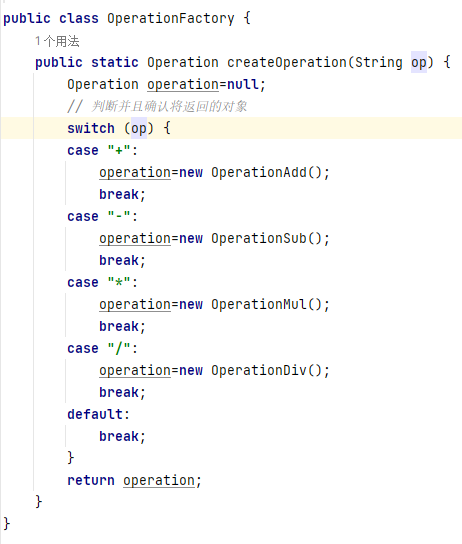 public class OperationFactory {
1 个用法
public static Operation createOperation(String op) {
Operation operation=null;
// 判断并且确认将返回的对象
switch (op) {
case "+":
operation=new OperationAdd();
break;
case "-":
operation=new OperationSub();
break;
case "*":
operation=new OperationMul();
break;
case "/":
operation=new OperationDiv();
break;
default:
break;
}
return operation;
}
}